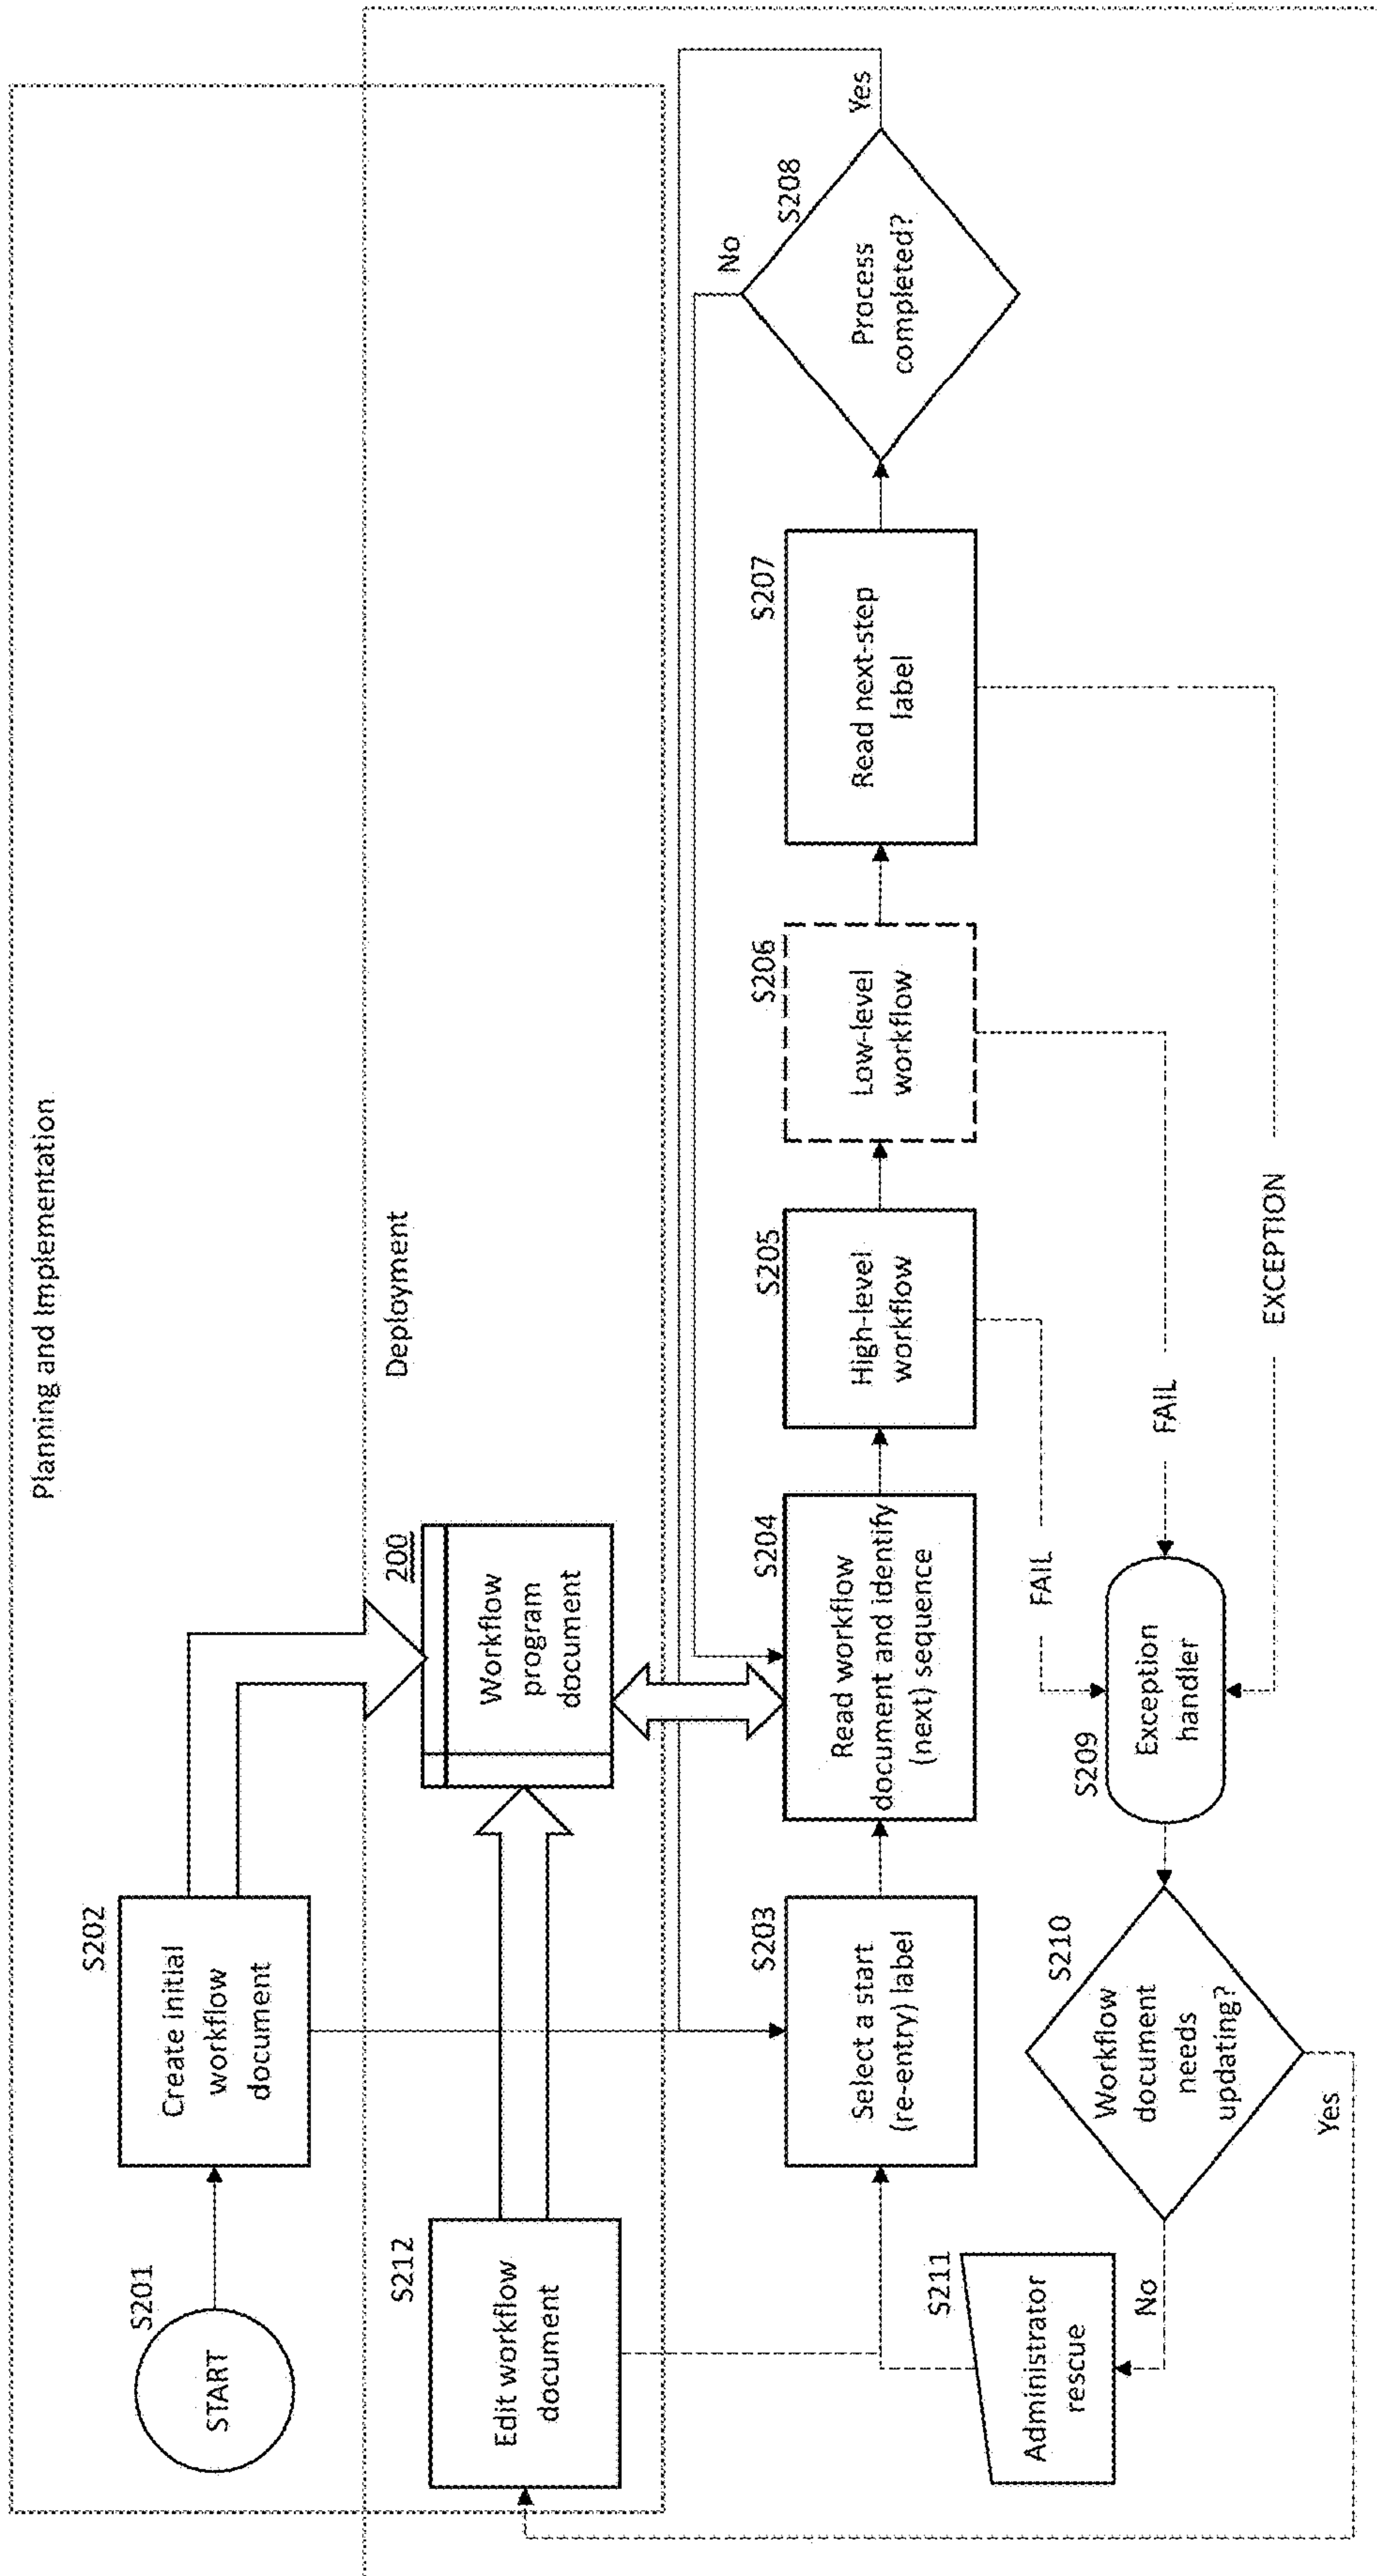 Planning and Implementation
S201
START
S202
Create initial
workflow
document
Deployment
S212
Edit workflow
document
200
Workflow
program
document
S203
Select a start
(re-entry) label
S204
Read workflow
document and identify
(next) sequence
S205
High-level
workflow
S206
Low-level
workflow
S207
Read next-step
label
S208
Process
completed?
No
Yes
S211
Administrator
rescue
No
S210
Workflow
document
needs
updating?
Yes
S209
Exception
handler
FAIL
FAIL
EXCEPTION